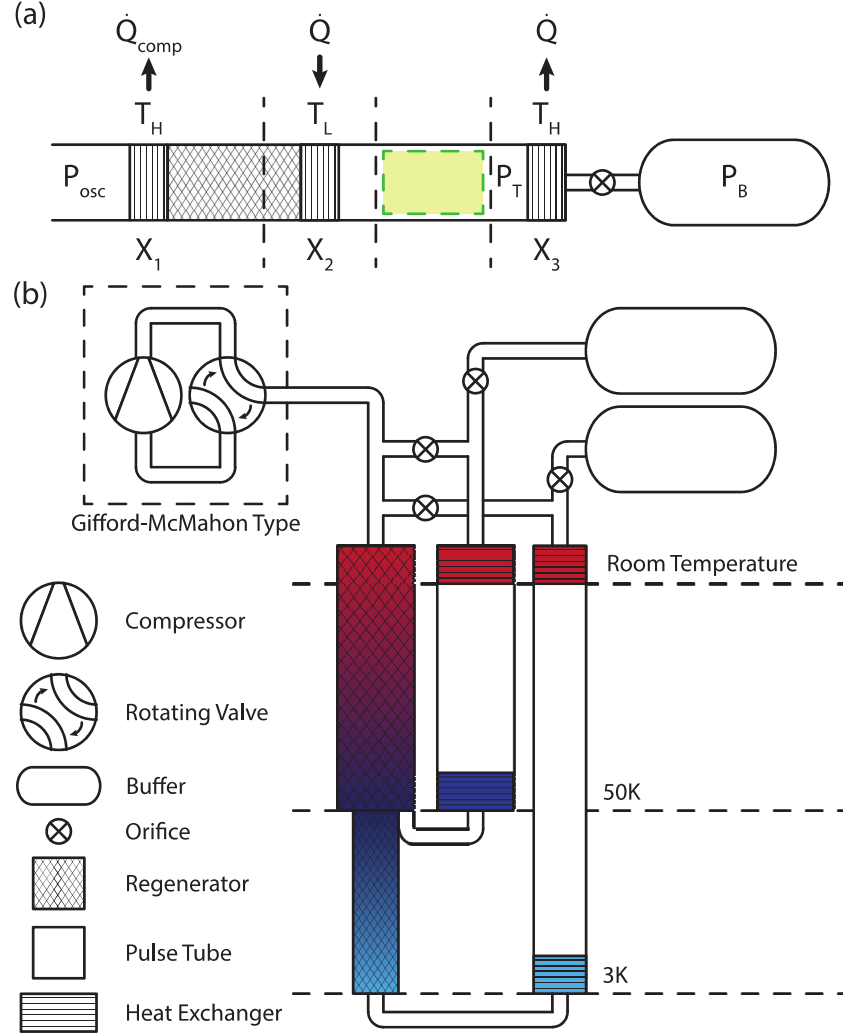 (a)
Q̇comp Q̇ Q̇
TH TL TH
Posc PT PB
X1 X2 X3
(b)
Gifford-McMahon Type
Room Temperature
Compressor
Rotating Valve
Buffer
50K
Orifice
Regenerator
Pulse Tube
3K
Heat Exchanger